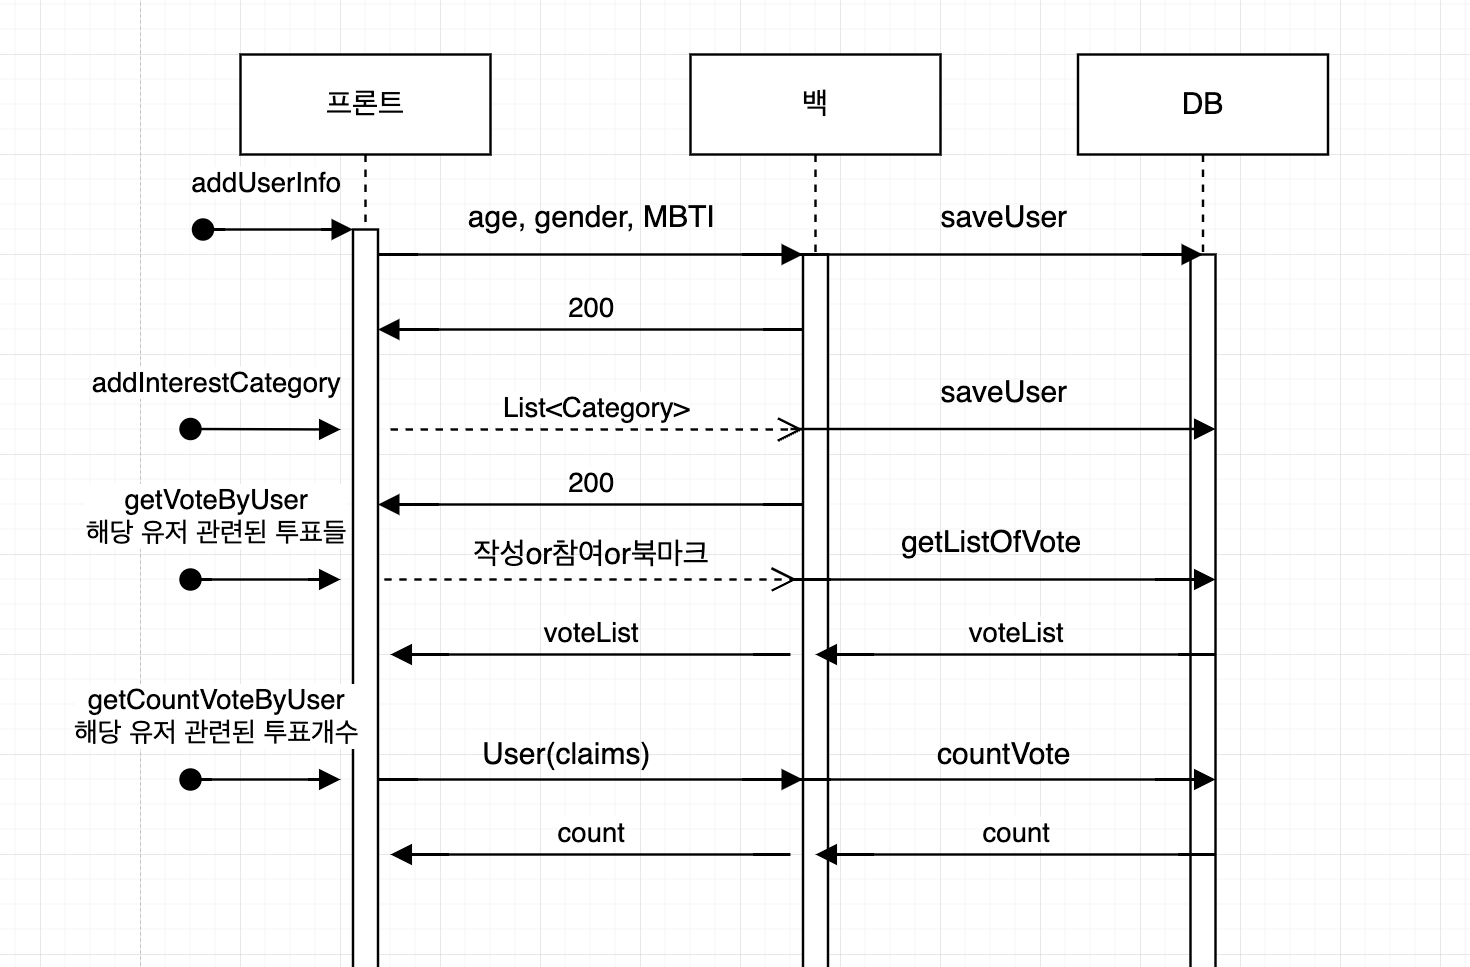 프론트
백
DB
addUserInfo
age, gender, MBTI
saveUser
200
addInterestCategory
List<Category>
saveUser
200
getVoteByUser
해당 유저 관련된 투표들
작성or참여or북마크
getListOfVote
voteList
voteList
getCountVoteByUser
해당 유저 관련된 투표개수
User(claims)
countVote
count
count